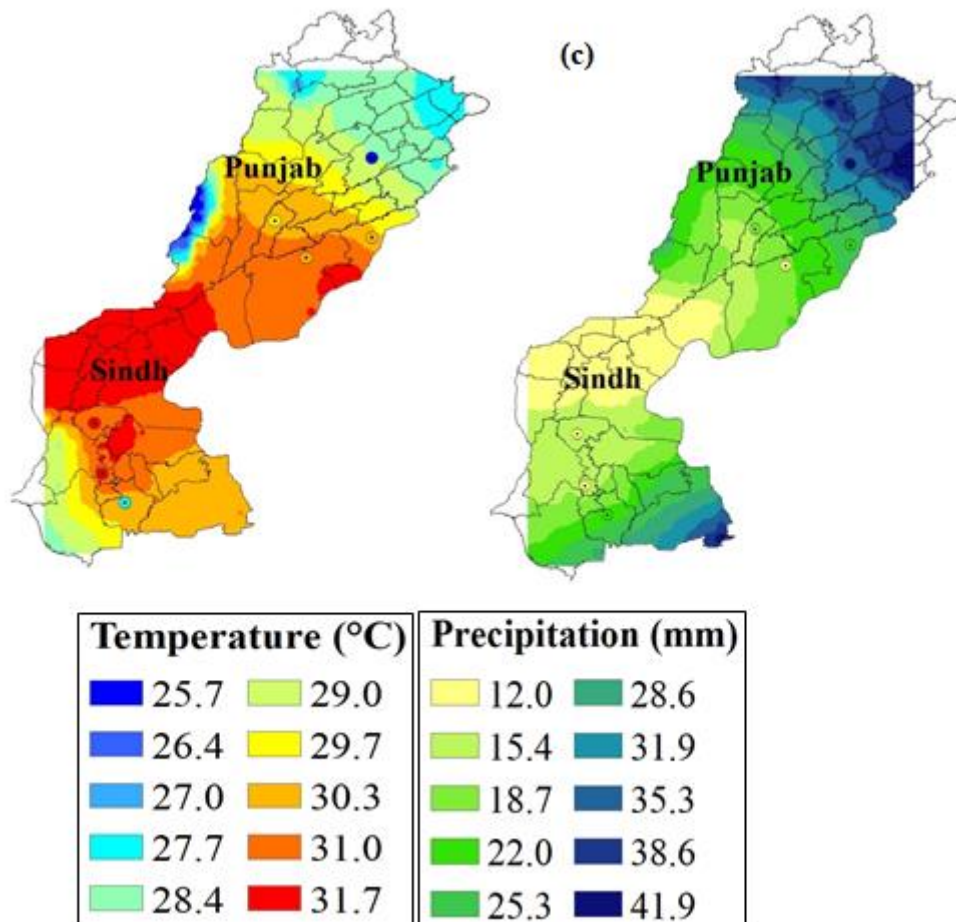 (c)
Punjab
Sindh
Punjab
Sindh
Temperature (°C)
25.7 29.0
26.4 29.7
27.0 30.3
27.7 31.0
28.4 31.7
Precipitation (mm)
12.0 28.6
15.4 31.9
18.7 35.3
22.0 38.6
25.3 41.9